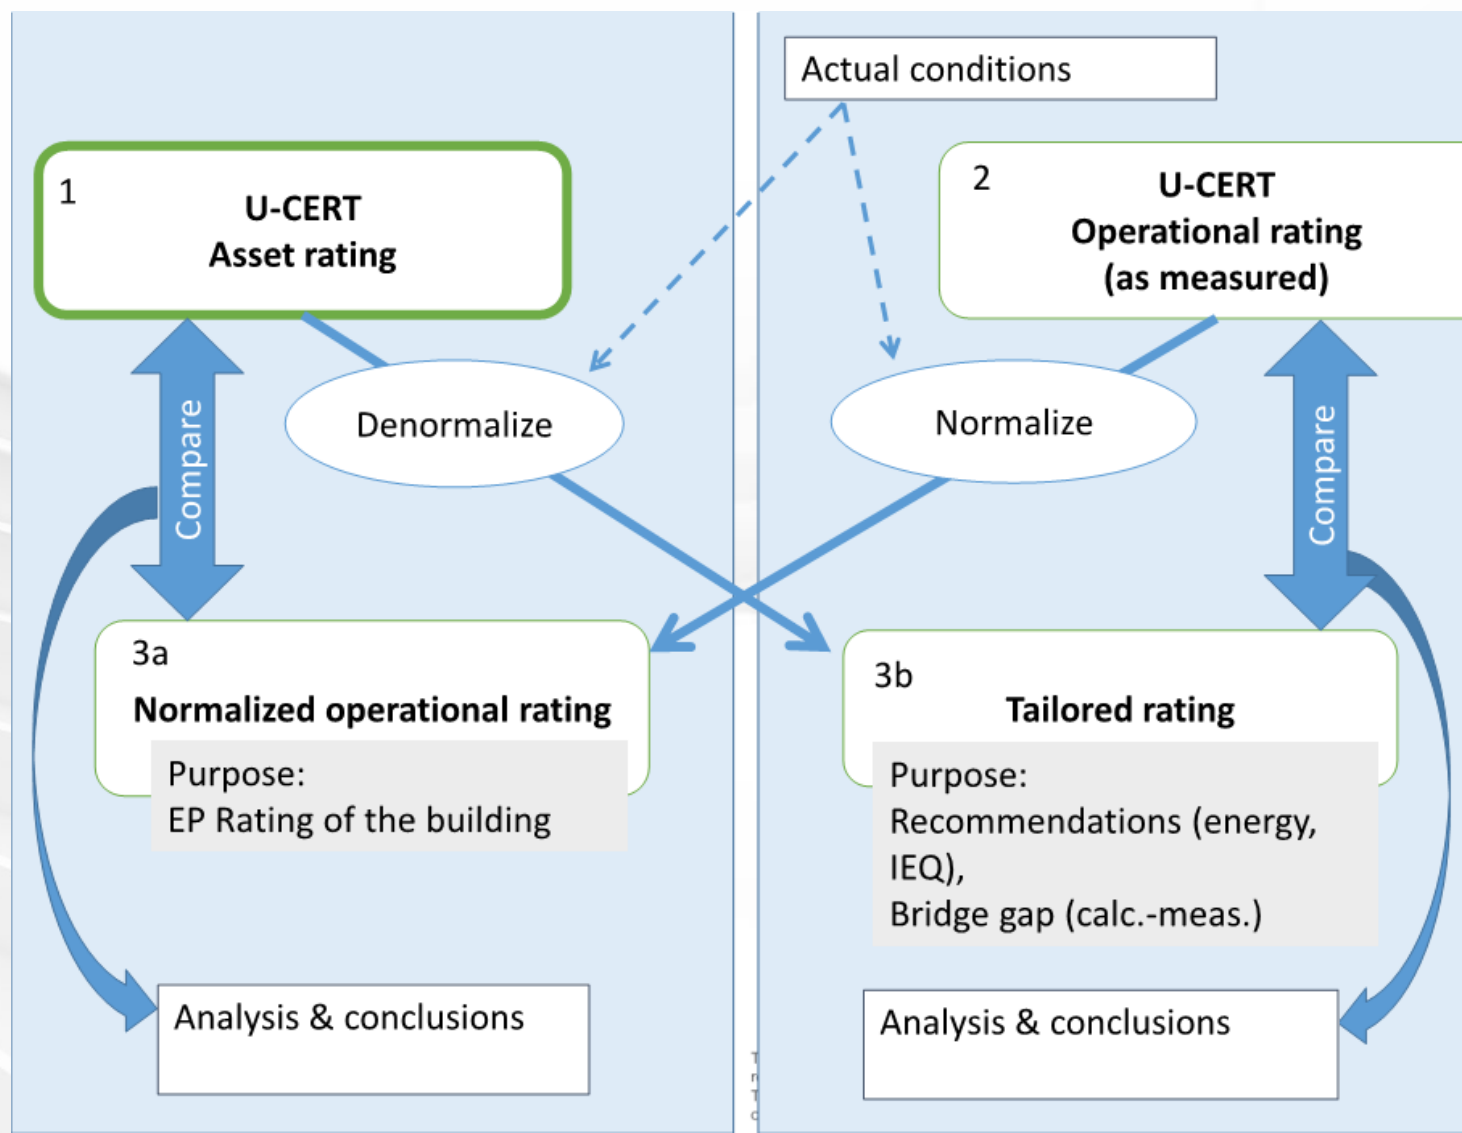 Actual conditions
1
U-CERT
Asset rating
2
U-CERT
Operational rating
(as measured)
Denormalize
Normalize
Compare
Compare
3a
Normalized operational rating
Purpose:
EP Rating of the building
3b
Tailored rating
Purpose:
Recommendations (energy,
IEQ),
Bridge gap (calc.-meas.)
Analysis & conclusions
Analysis & conclusions